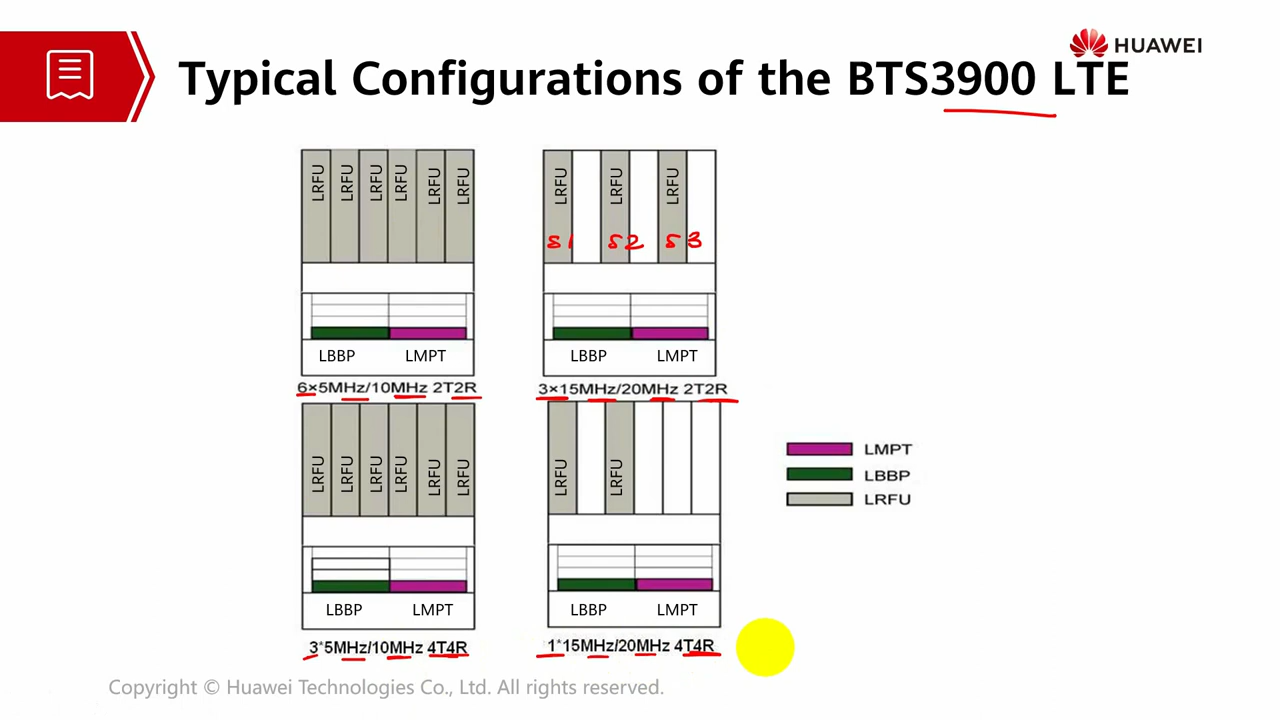 HUAWEI
Typical Configurations of the BTS3900 LTE
LRFU LRFU LRFU LRFU LRFU LRFU
LBBP LMPT
6×5MHz/10MHz 2T2R
LRFU LRFU LRFU
S1 S2 S3
LBBP LMPT
3×15MHz/20MHz 2T2R
LRFU LRFU LRFU LRFU LRFU LRFU
LBBP LMPT
3*5MHz/10MHz 4T4R
LRFU LRFU
LBBP LMPT
1*15MHz/20MHz 4T4R
LMPT
LBBP
LRFU
Copyright © Huawei Technologies Co., Ltd. All rights reserved.